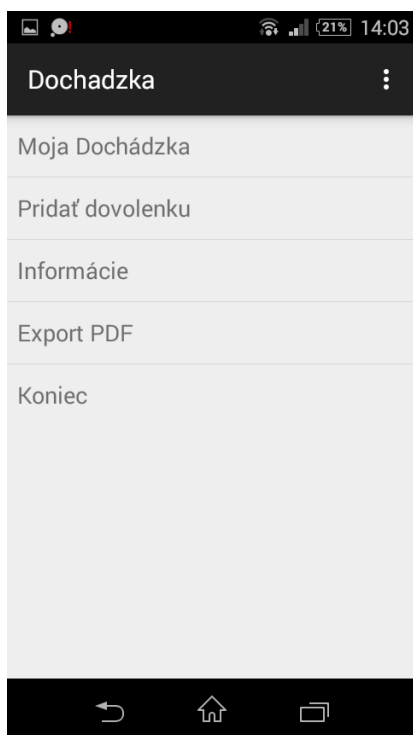 21% 14:03
Dochadzka
Moja Dochádzka
Pridať dovolenku
Informácie
Export PDF
Koniec